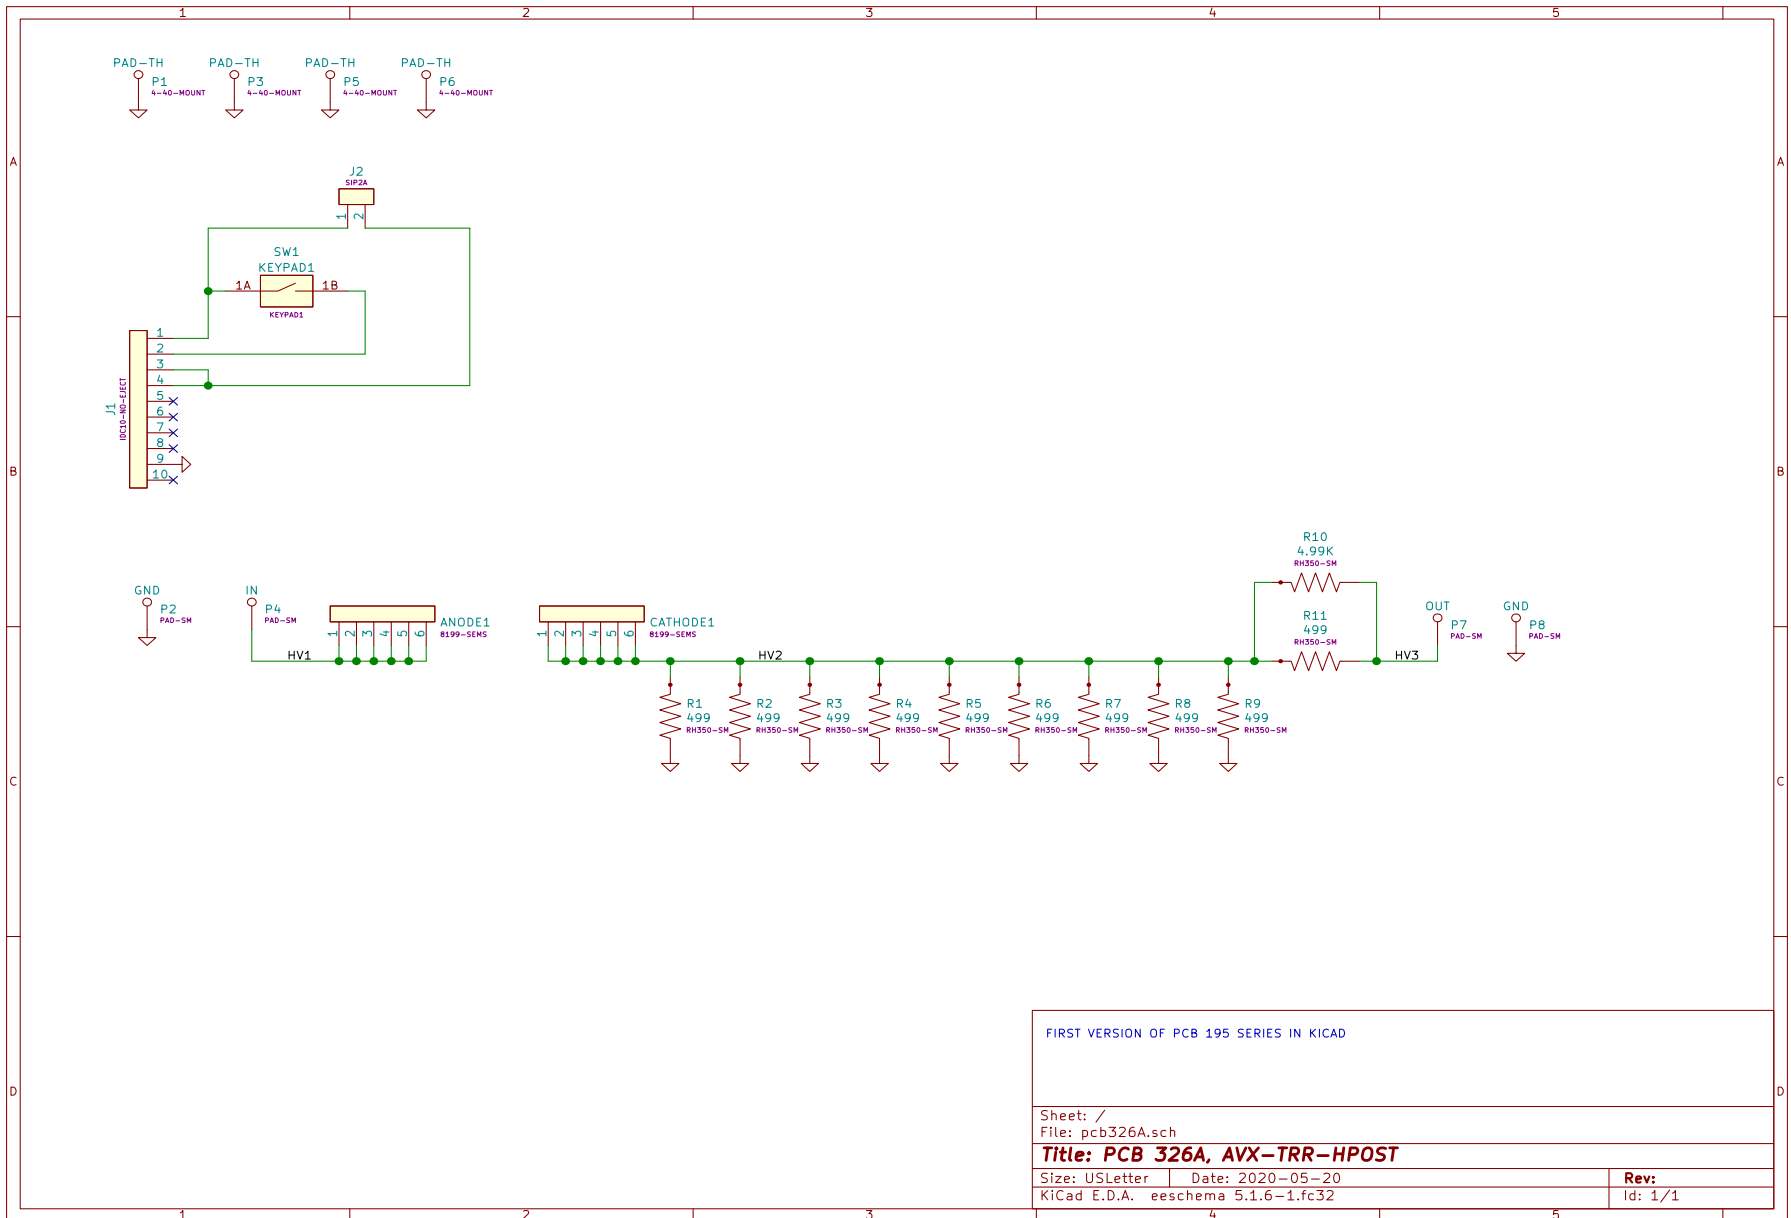 1 2 3 4 5
PAD-TH PAD-TH PAD-TH PAD-TH
P1 P3 P5 P6
4-40-MOUNT 4-40-MOUNT 4-40-MOUNT 4-40-MOUNT
A A
J2
SIP2A
1 2
SW1
KEYPAD1
1A 1B
KEYPAD1
1
2
3
4
5
6
7
8
9
10
J1
IDC10-NO-EJECT
B B
R10
4.99K
RH350-SM
GND IN OUT GND
P2 P4 P7 P8
PAD-SM PAD-SM PAD-SM PAD-SM
ANODE1
8199-SEMS
1 2 3 4 5 6
CATHODE1
8199-SEMS
1 2 3 4 5 6
R11
499
RH350-SM
HV1 HV2 HV3
R1 R2 R3 R4 R5 R6 R7 R8 R9
499 499 499 499 499 499 499 499 499
RH350-SM RH350-SM RH350-SM RH350-SM RH350-SM RH350-SM RH350-SM RH350-SM RH350-SM
C C
FIRST VERSION OF PCB 195 SERIES IN KICAD
D D
Sheet: /
File: pcb326A.sch
Title: PCB 326A, AVX-TRR-HPOST
Size: USLetter Date: 2020-05-20 Rev:
KiCad E.D.A. eeschema 5.1.6-1.fc32 Id: 1/1
1 2 3 4 5